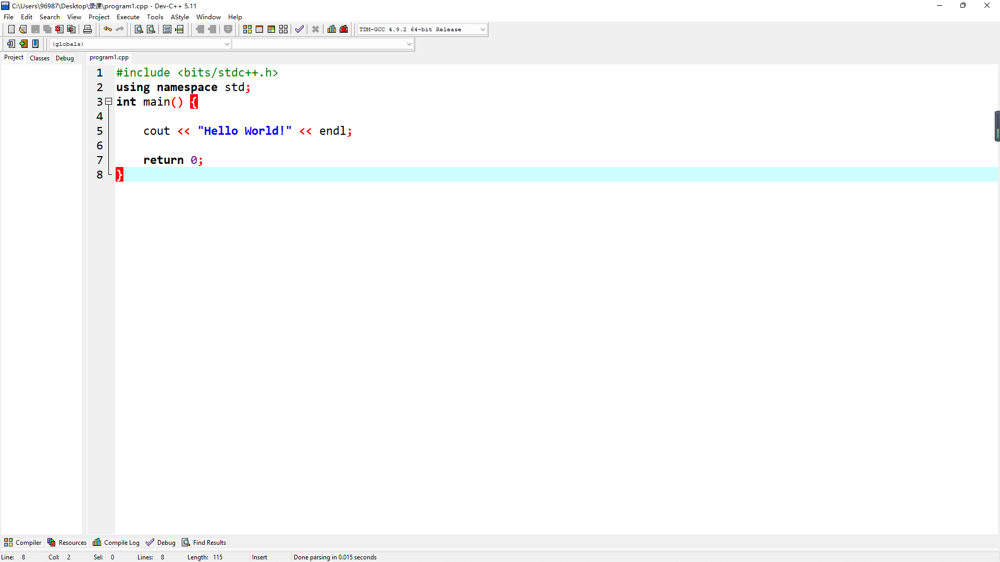 C:\Users\96987\Desktop\录课\program1.cpp - Dev-C++ 5.11
File Edit Search View Project Execute Tools AStyle Window Help
TDM-GCC 4.9.2 64-bit Release
(globals)
Project Classes Debug program1.cpp
1 #include <bits/stdc++.h>
2 using namespace std;
3 int main() {
4
5 cout << "Hello World!" << endl;
6
7 return 0;
8 }
Compiler Resources Compile Log Debug Find Results
Line: 8 Col: 2 Sel: 0 Lines: 8 Length: 115 Insert Done parsing in 0.015 seconds